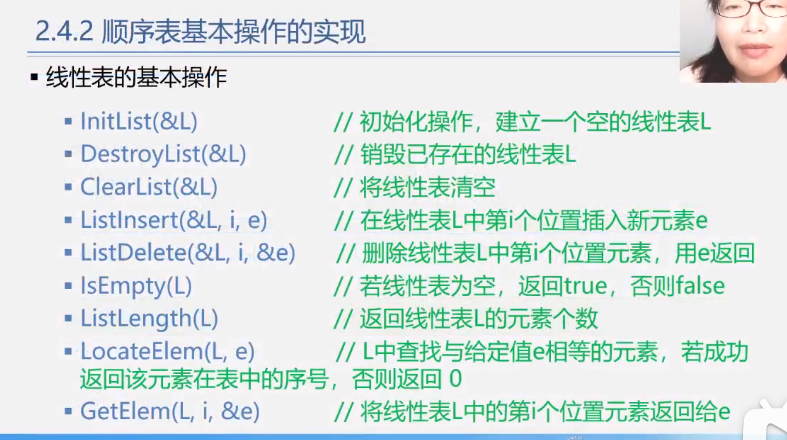 2.4.2 顺序表基本操作的实现
▪ 线性表的基本操作
▪ InitList(&L) // 初始化操作，建立一个空的线性表L
▪ DestroyList(&L) // 销毁已存在的线性表L
▪ ClearList(&L) // 将线性表清空
▪ ListInsert(&L, i, e) // 在线性表L中第i个位置插入新元素e
▪ ListDelete(&L, i, &e) // 删除线性表L中第i个位置元素，用e返回
▪ IsEmpty(L) // 若线性表为空，返回true，否则false
▪ ListLength(L) // 返回线性表L的元素个数
▪ LocateElem(L, e) // L中查找与给定值e相等的元素，若成功
返回该元素在表中的序号，否则返回 0
▪ GetElem(L, i, &e) // 将线性表L中的第i个位置元素返回给e